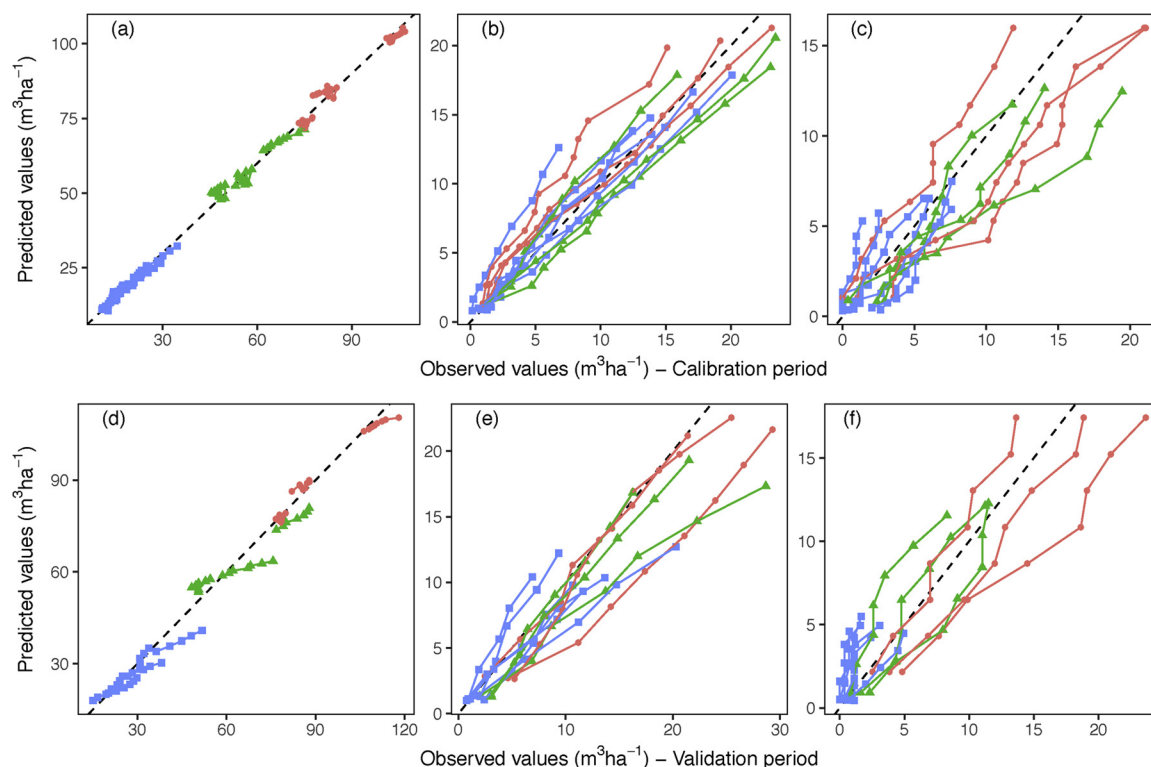 (a) (b) (c)
Predicted values (m³ha⁻¹)
100
75
50
25
30 60 90
20
15
10
5
0
0 5 10 15 20
15
10
5
0
0 5 10 15 20
Observed values (m³ha⁻¹) – Calibration period
(d) (e) (f)
Predicted values (m³ha⁻¹)
90
60
30
30 60 90 120
20
15
10
5
0
0 10 20 30
15
10
5
0
0 5 10 15 20
Observed values (m³ha⁻¹) – Validation period